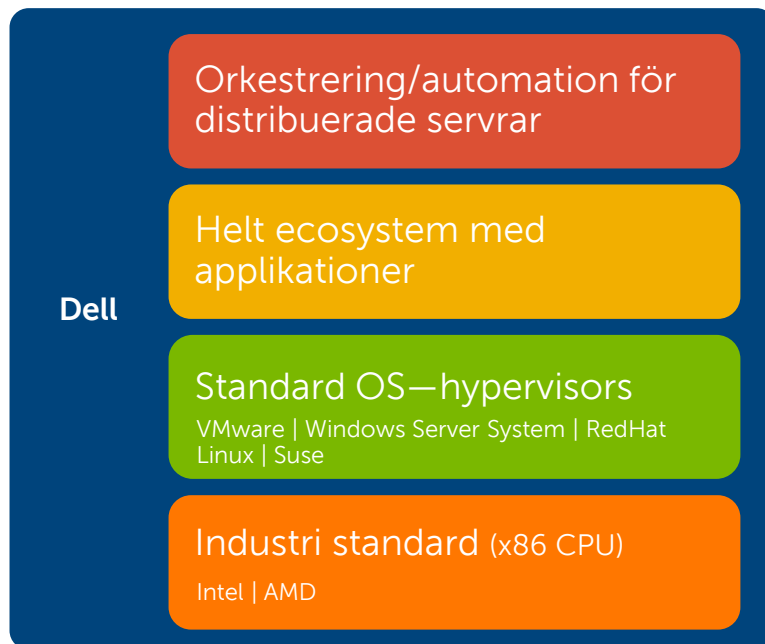 Orkestrering/automation för
distribuerade servrar
Helt ecosystem med
applikationer
Dell
Standard OS—hypervisors
VMware | Windows Server System | RedHat
Linux | Suse
Industri standard (x86 CPU)
Intel | AMD